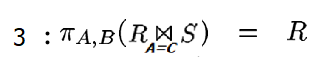 3 : π_{A,B}(R ⋈_{A=C} S) = R